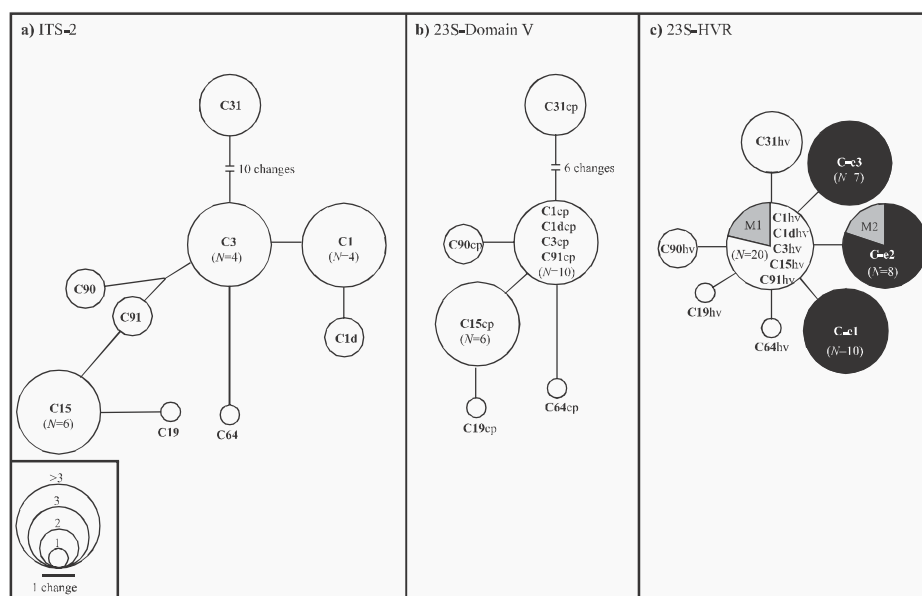 a) ITS-2
C31
10 changes
C3
(N=4)
C1
(N=4)
C90
C91
C1d
C15
(N=6)
C19
C64
>3
3
2
1
1 change
b) 23S-Domain V
C31cp
6 changes
C1cp
C1dcp
C3cp
C91cp
(N=10)
C90cp
C15cp
(N=6)
C19cp
C64cp
c) 23S-HVR
C31hv
C-e3
(N=7)
M1
C1hv
C1dhv
C3hv
C15hv
C91hv
(N=20)
M2
C-e2
(N=8)
C90hv
C19hv
C64hv
C-e1
(N=10)